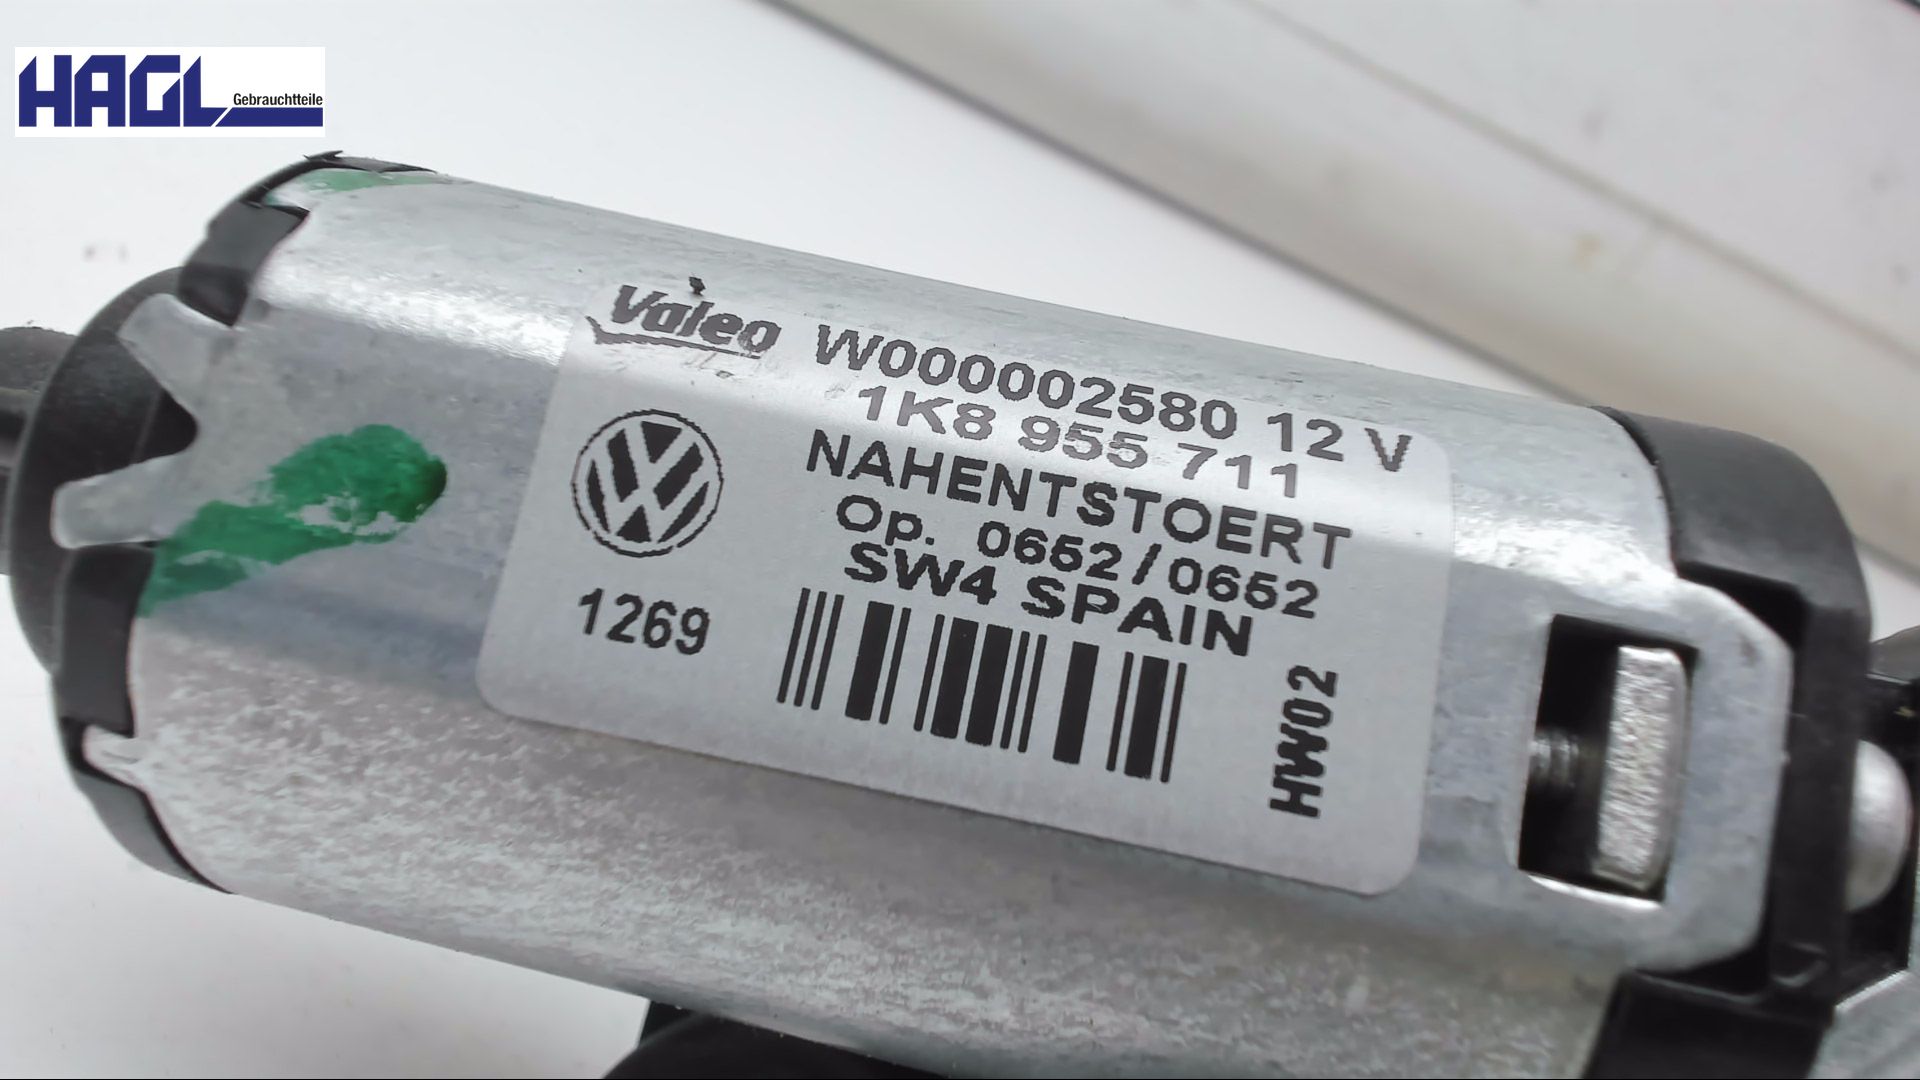 HAGL
Gebrauchtteile
Valeo W000002580 12 V
1K8 955 711
NAHENTSTOERT
Op. 0652/0652
SW4 SPAIN
1269
HW02